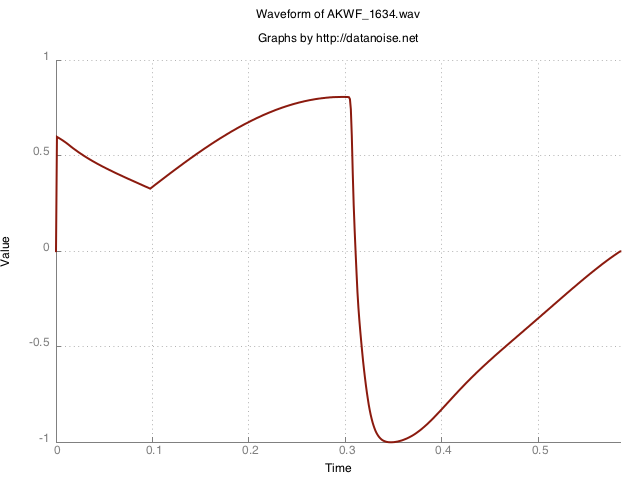 Waveform of AKWF_1634.wav
Graphs by http://datanoise.net
1
0.5
0
-0.5
-1
Value
0 0.1 0.2 0.3 0.4 0.5
Time